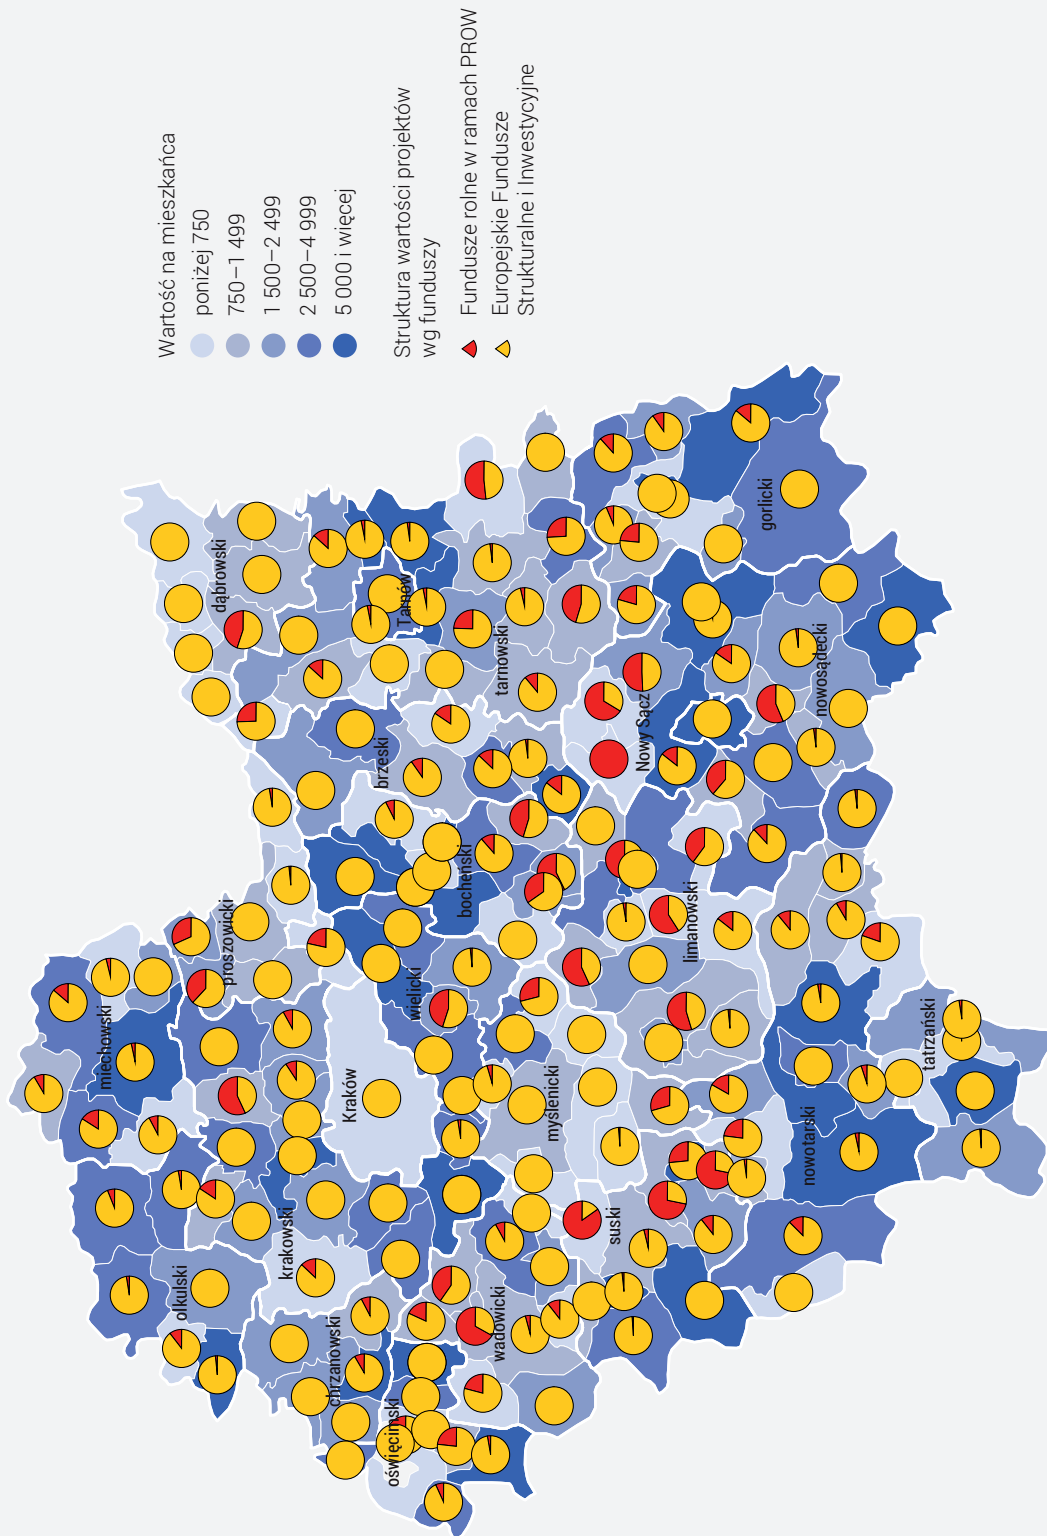 Wartość na mieszkańca
poniżej 750
750–1 499
1 500–2 499
2 500–4 999
5 000 i więcej
Struktura wartości projektów
wg funduszy
Fundusze rolne w ramach PROW
Europejskie Fundusze
Strukturalne i Inwestycyjne
miechowski
olkuski
proszowicki
dąbrowski
krakowski
Kraków
chrzanowski
brzeski
Tarnów
oświęcimski
wielicki
bocheński
tarnowski
wadowicki
myślenicki
suski
Nowy Sącz
limanowski
gorlicki
nowosądecki
nowotarski
tatrzański